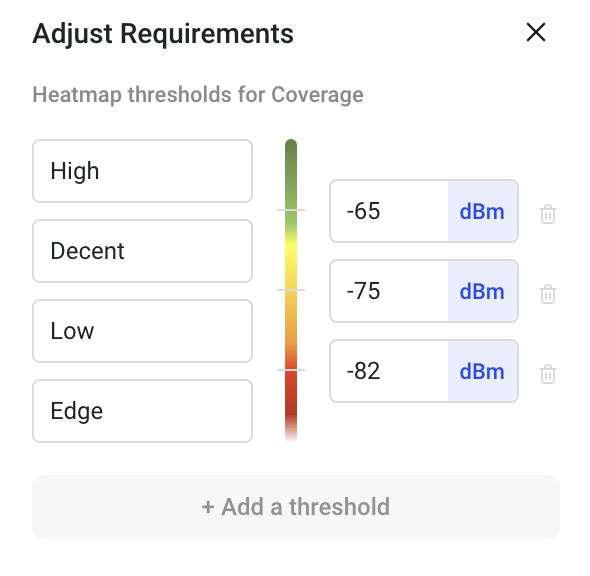 Adjust Requirements
Heatmap thresholds for Coverage
High
-65 dBm
Decent
-75 dBm
Low
-82 dBm
Edge
+ Add a threshold